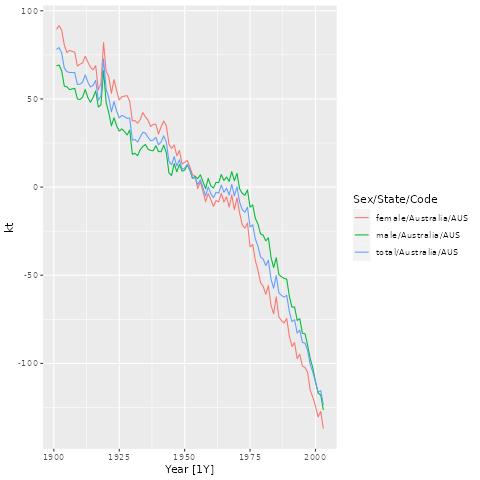 100
50
0
-50
-100
kt
1900
1925
1950
1975
2000
Year [1Y]
Sex/State/Code
female/Australia/AUS
male/Australia/AUS
total/Australia/AUS